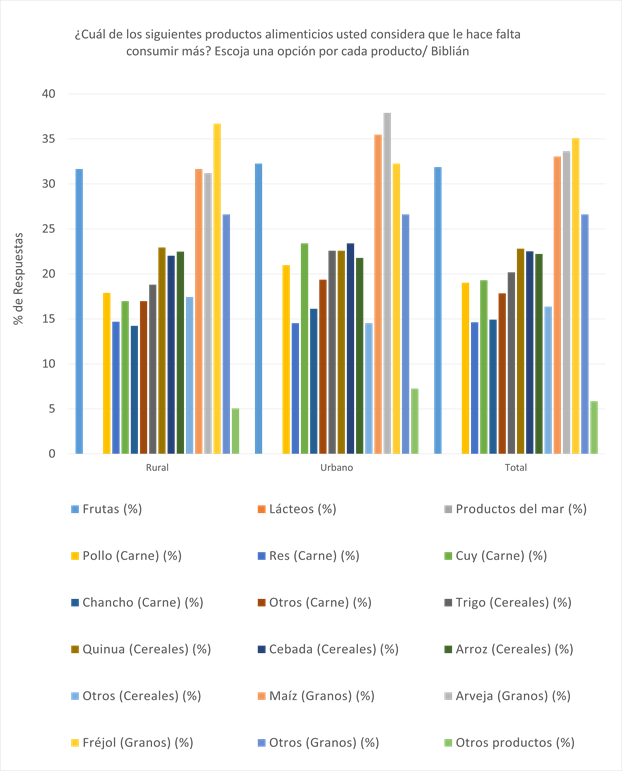 ¿Cuál de los siguientes productos alimenticios usted considera que le hace falta
consumir más? Escoja una opción por cada producto/ Biblián
40
35
30
25
20
15
10
5
0
% de Respuestas
Rural Urbano Total
Frutas (%) Lácteos (%) Productos del mar (%)
Pollo (Carne) (%) Res (Carne) (%) Cuy (Carne) (%)
Chancho (Carne) (%) Otros (Carne) (%) Trigo (Cereales) (%)
Quinua (Cereales) (%) Cebada (Cereales) (%) Arroz (Cereales) (%)
Otros (Cereales) (%) Maíz (Granos) (%) Arveja (Granos) (%)
Fréjol (Granos) (%) Otros (Granos) (%) Otros productos (%)